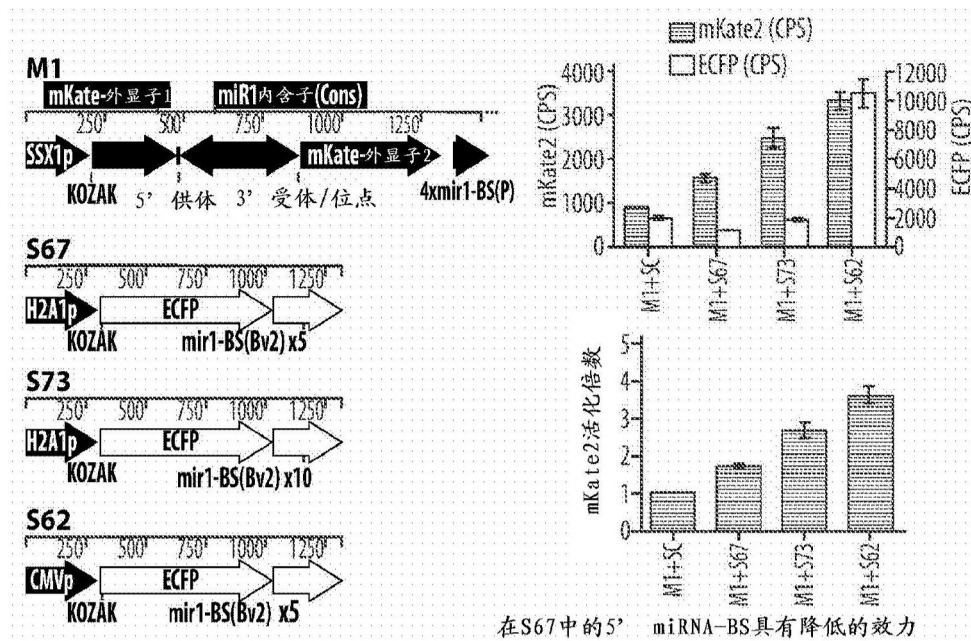 M1
mKate-外显子1
miR1内含子(Cons)
250' 500' 750' 1000' 1250'
SSX1p
mKate-外显子2
KOZAK
5' 供体 3' 受体/位点
4xmir1-BS(P)
S67
250' 500' 750' 1000' 1250'
H2A1p
ECFP
KOZAK
mir1-BS(Bv2) x5
S73
250' 500' 750' 1000' 1250'
H2A1p
ECFP
KOZAK
mir1-BS(Bv2) x10
S62
250' 500' 750' 1000' 1250'
CMVp
ECFP
KOZAK
mir1-BS(Bv2) x5
mKate2 (CPS)
ECFP (CPS)
mKate2 (CPS)
4000
3000
2000
1000
0
12000
10000
8000
6000
4000
2000
0
ECFP (CPS)
M1+SC
M1+S67
M1+S73
M1+S62
mKate2活化倍数
5
4
3
2
1
0
M1+SC
M1+S67
M1+S73
M1+S62
在S67中的5' miRNA-BS具有降低的效力